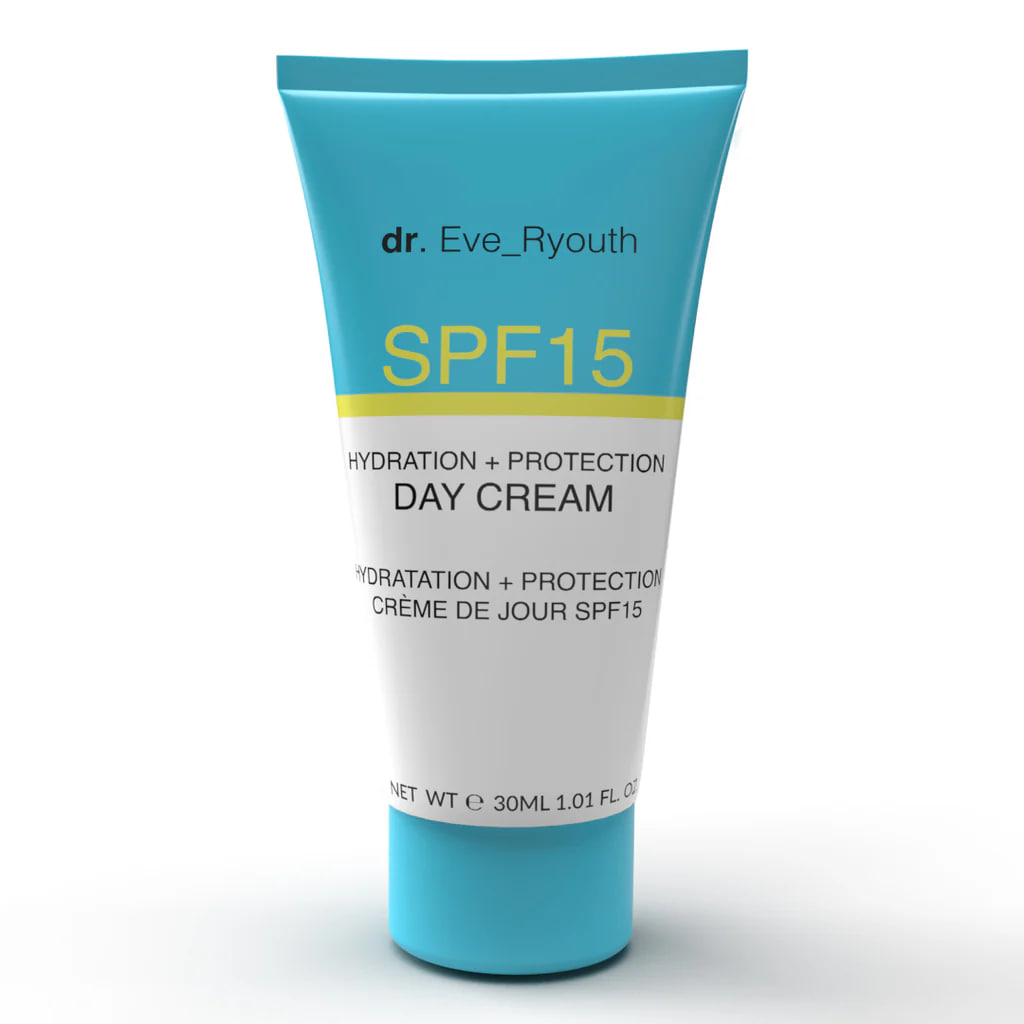 dr. Eve_Ryouth
SPF15
HYDRATION + PROTECTION
DAY CREAM
HYDRATATION + PROTECTION
CRÈME DE JOUR SPF15
NET WT ℮ 30ML 1.01 FL. OZ